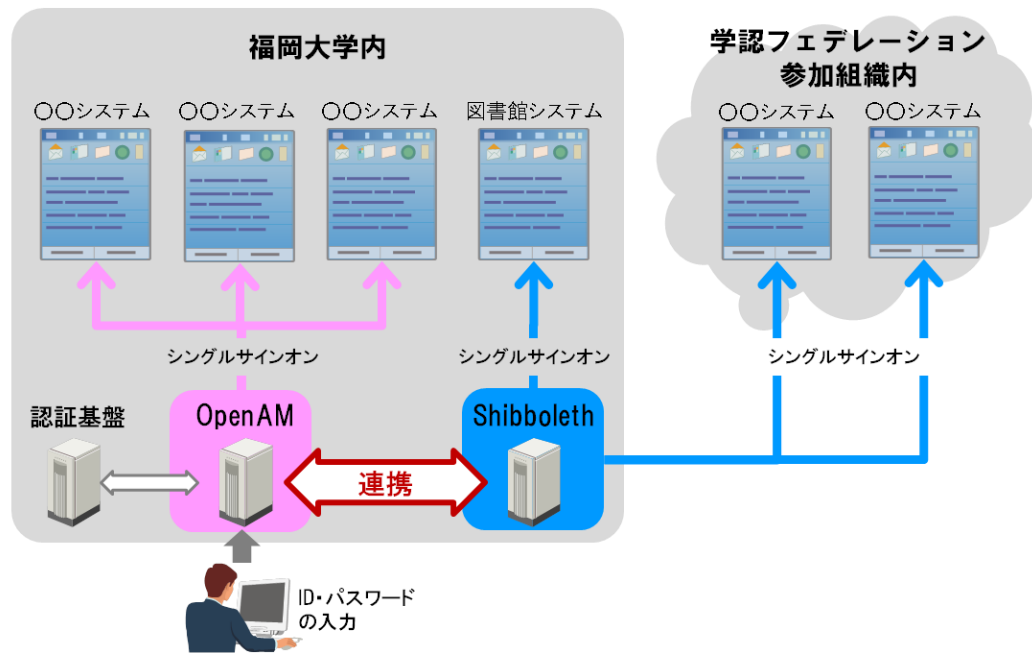 福岡大学内
学認フェデレーション
参加組織内
〇〇システム
〇〇システム
〇〇システム
図書館システム
〇〇システム
〇〇システム
シングルサインオン
シングルサインオン
シングルサインオン
認証基盤
OpenAM
Shibboleth
連携
ID・パスワード
の入力